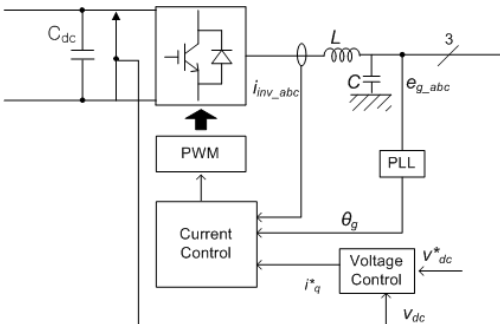 C_dc
L
3
i_inv_abc
C
e_g_abc
PWM
PLL
θ_g
Current
Control
Voltage
Control
v*_dc
i*_q
v_dc